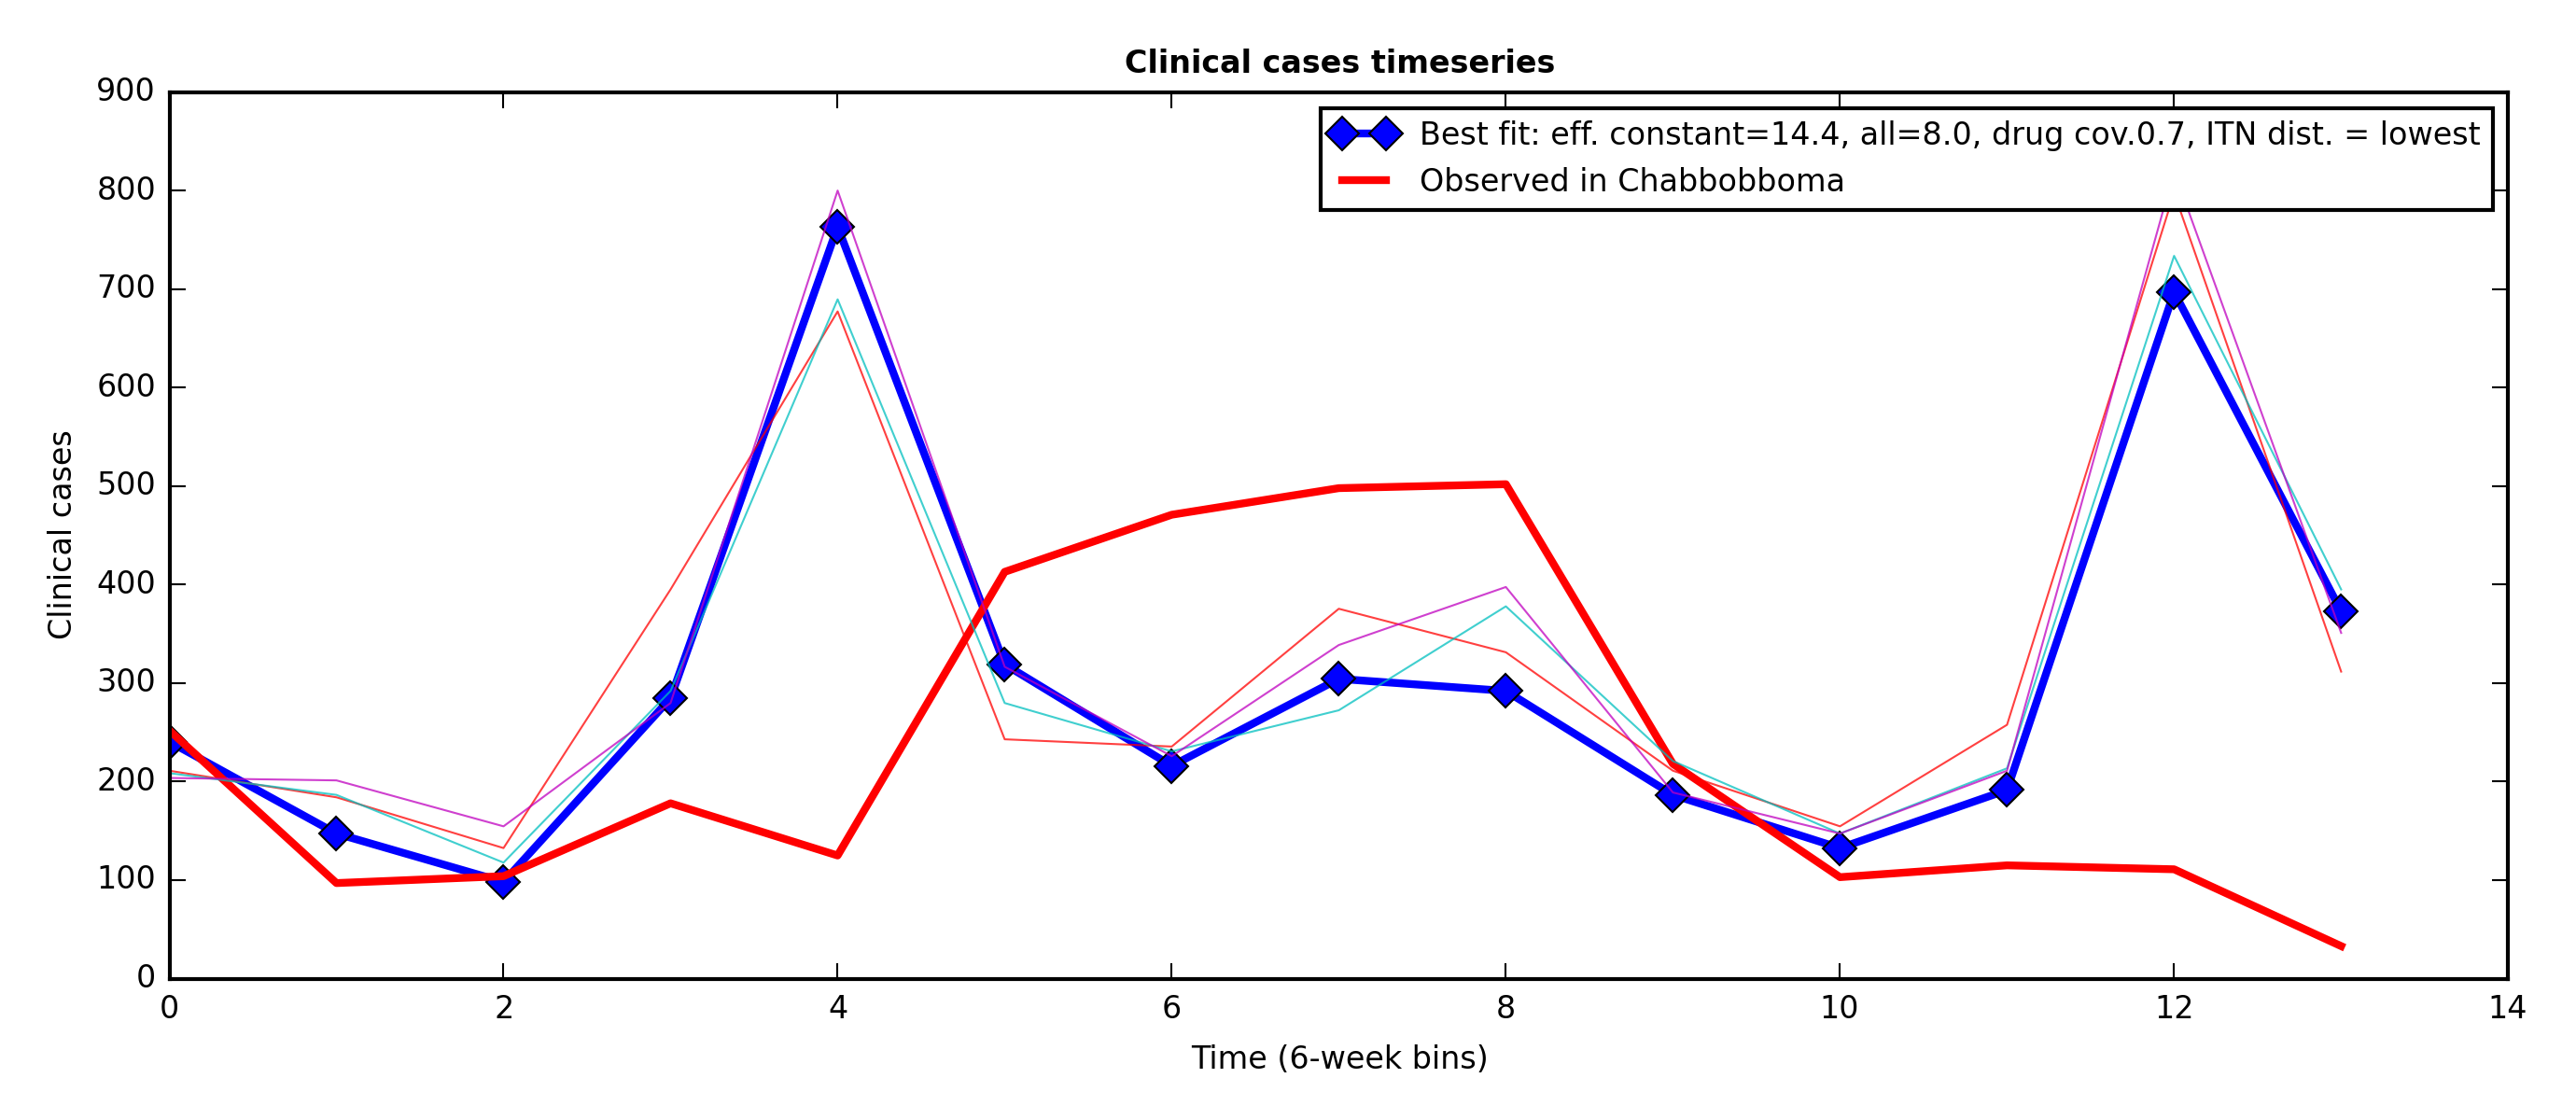 Clinical cases timeseries
900
800
700
600
500
400
300
200
100
0
Clinical cases
Best fit: eff. constant=14.4, all=8.0, drug cov.0.7, ITN dist. = lowest
Observed in Chabbobboma
0 2 4 6 8 10 12 14
Time (6-week bins)